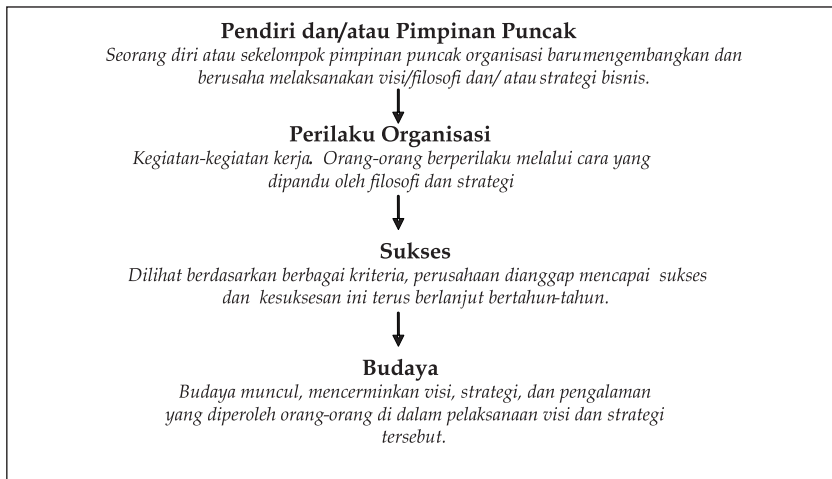 Pendiri dan/atau Pimpinan Puncak
Seorang diri atau sekelompok pimpinan puncak organisasi barumengembangkan dan
berusaha melaksanakan visi/filosofi dan/ atau strategi bisnis.
Perilaku Organisasi
Kegiatan-kegiatan kerja. Orang-orang berperilaku melalui cara yang
dipandu oleh filosofi dan strategi
Sukses
Dilihat berdasarkan berbagai kriteria, perusahaan dianggap mencapai sukses
dan kesuksesan ini terus berlanjut bertahun-tahun.
Budaya
Budaya muncul, mencerminkan visi, strategi, dan pengalaman
yang diperoleh orang-orang di dalam pelaksanaan visi dan strategi
tersebut.